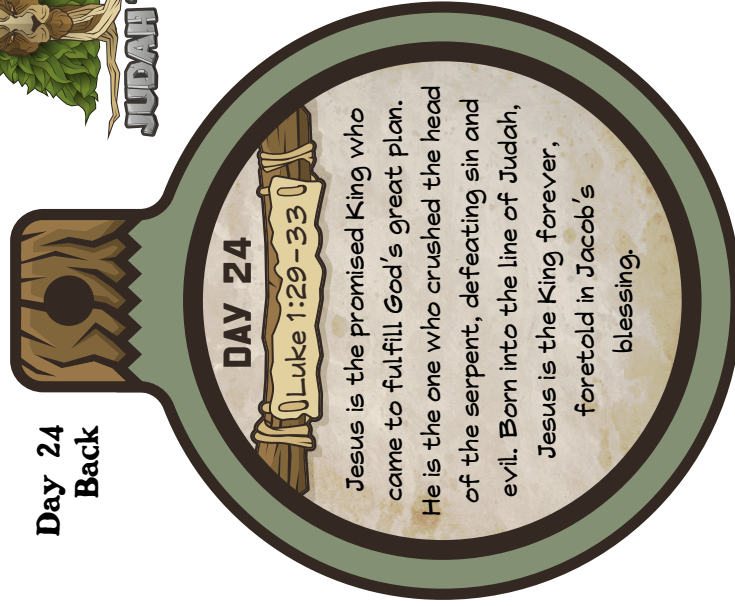 JUDAH
Day 24
Back
DAY 24
Luke 1:29-33
Jesus is the promised King who
came to fulfill God's great plan.
He is the one who crushed the head
of the serpent, defeating sin and
evil. Born into the line of Judah,
Jesus is the King forever,
foretold in Jacob's
blessing.